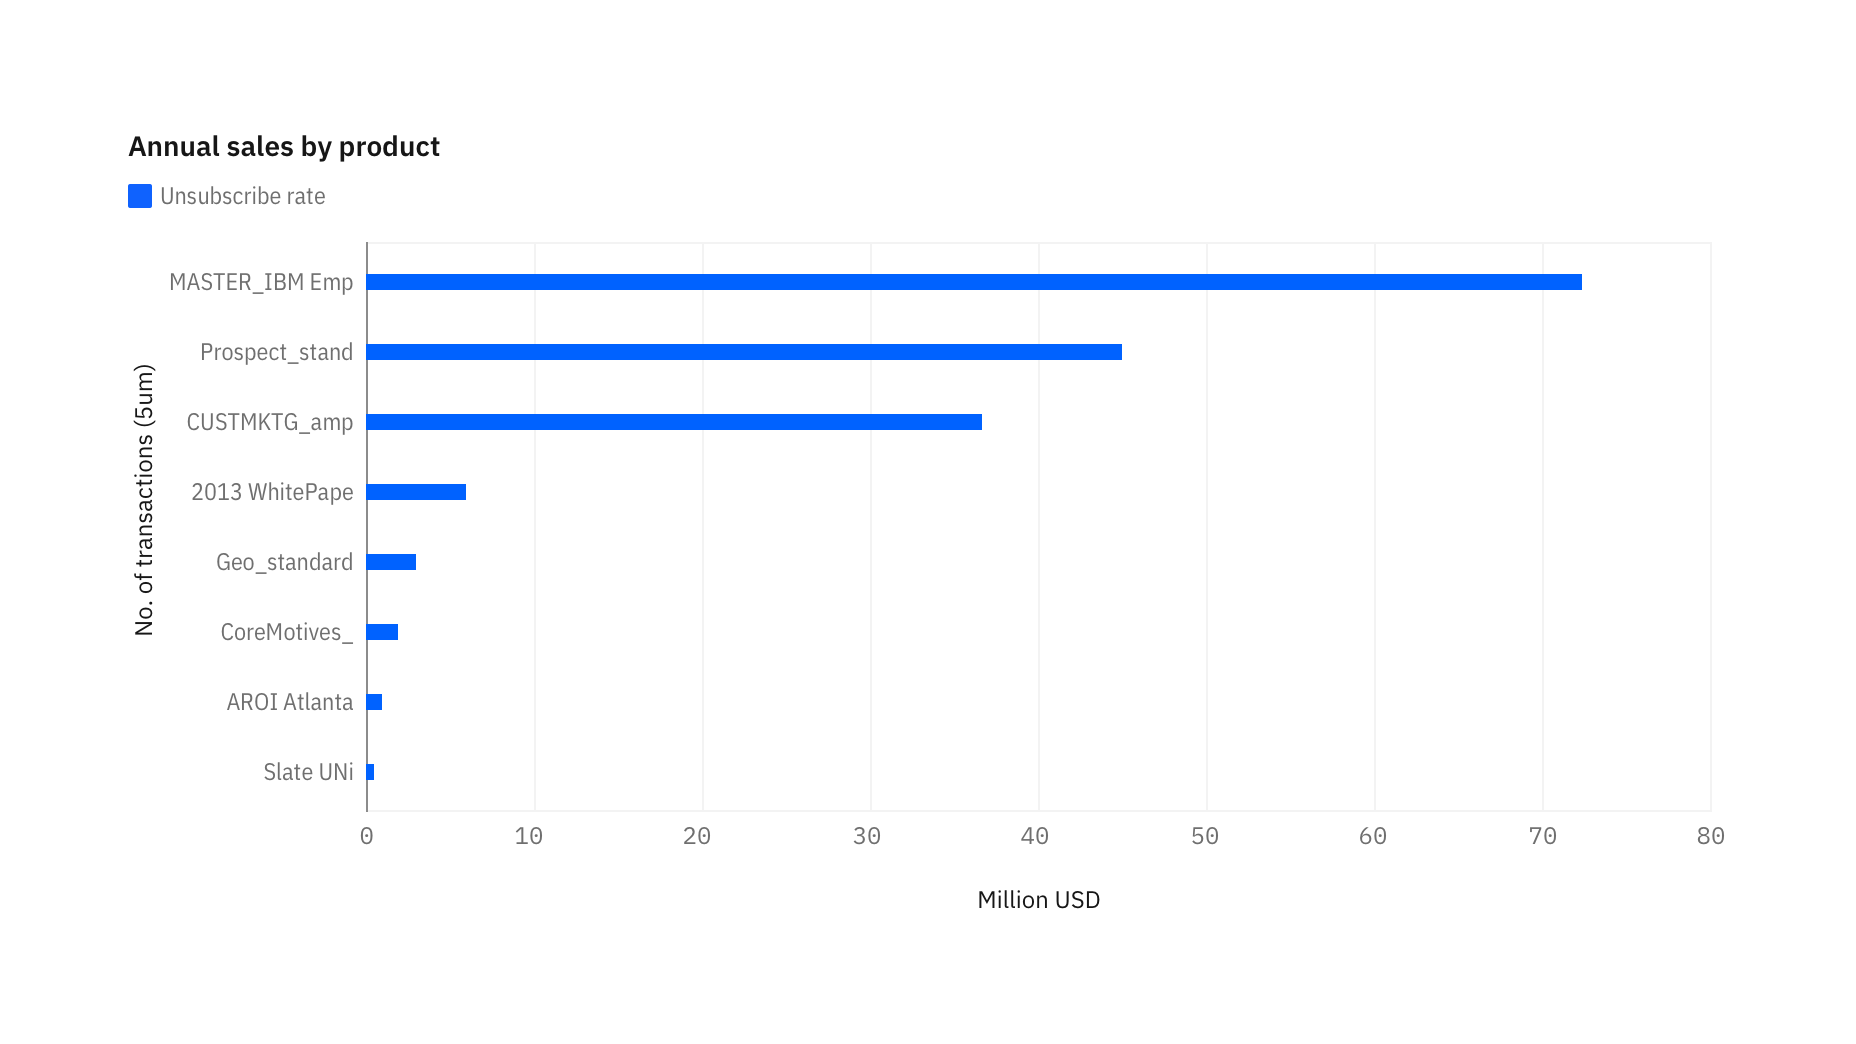 Annual sales by product
Unsubscribe rate
No. of transactions (5um)
MASTER_IBM Emp
Prospect_stand
CUSTMKTG_amp
2013 WhitePape
Geo_standard
CoreMotives_
AROI Atlanta
Slate UNi
0 10 20 30 40 50 60 70 80
Million USD